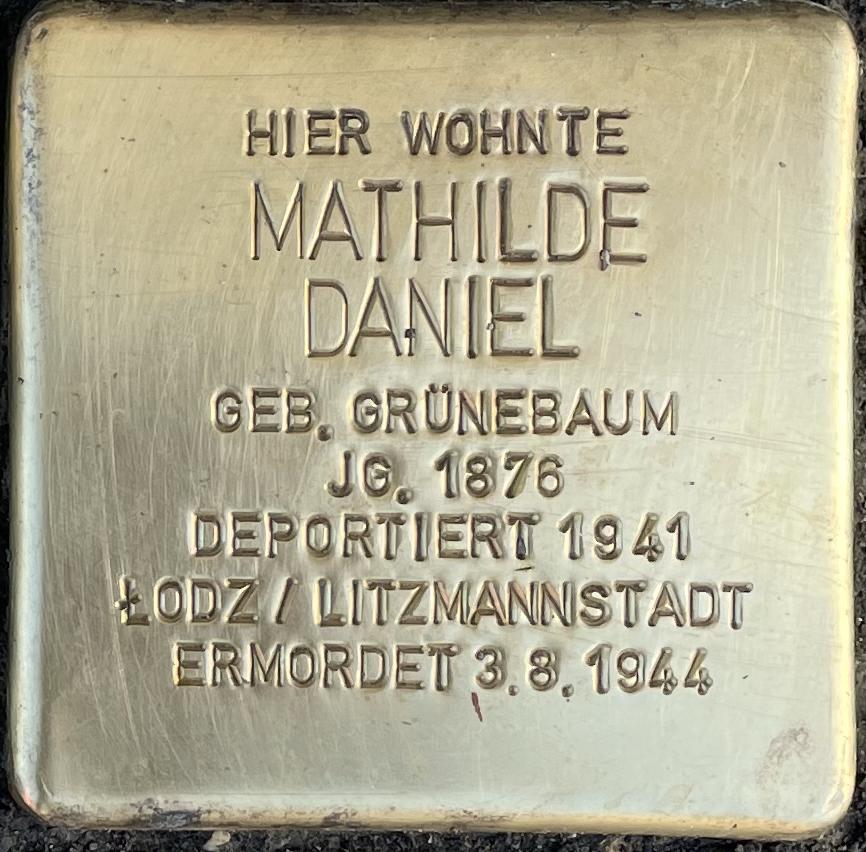 HIER WOHNTE
MATHILDE
DANIEL
GEB. GRÜNEBAUM
JG. 1876
DEPORTIERT 1941
ŁODZ / LITZMANNSTADT
ERMORDET 3.8.1944